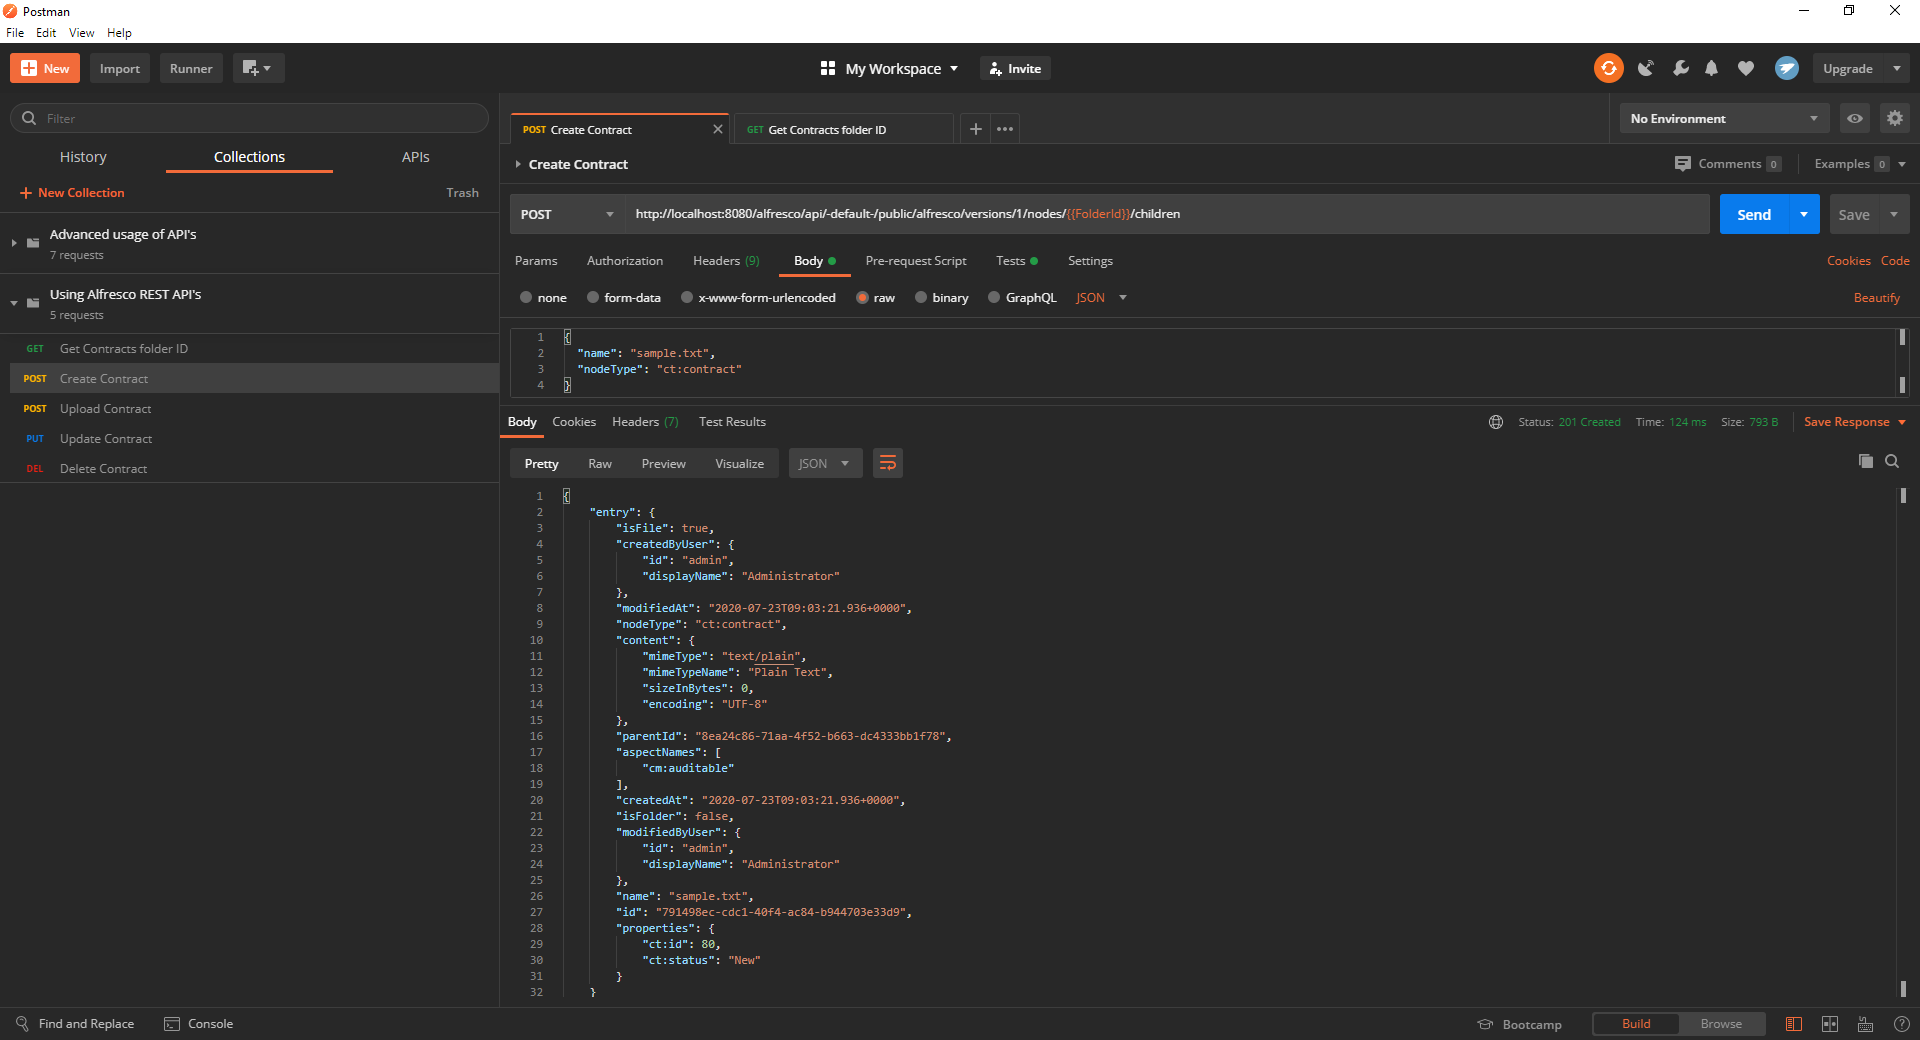 Postman
File Edit View Help
New Import Runner My Workspace Invite Upgrade
Filter
History Collections APIs
New Collection Trash
Advanced usage of API's
7 requests
Using Alfresco REST API's
5 requests
GET Get Contracts folder ID
POST Create Contract
POST Upload Contract
PUT Update Contract
DEL Delete Contract
POST Create Contract GET Get Contracts folder ID No Environment
Create Contract Comments 0 Examples 0
POST http://localhost:8080/alfresco/api/-default-/public/alfresco/versions/1/nodes/{{FolderId}}/children Send Save
Params Authorization Headers (9) Body Pre-request Script Tests Settings Cookies Code
none form-data x-www-form-urlencoded raw binary GraphQL JSON Beautify
1 {
2 "name": "sample.txt",
3 "nodeType": "ct:contract"
4 }
Body Cookies Headers (7) Test Results Status: 201 Created Time: 124 ms Size: 793 B Save Response
Pretty Raw Preview Visualize JSON
1 {
2 "entry": {
3 "isFile": true,
4 "createdByUser": {
5 "id": "admin",
6 "displayName": "Administrator"
7 },
8 "modifiedAt": "2020-07-23T09:03:21.936+0000",
9 "nodeType": "ct:contract",
10 "content": {
11 "mimeType": "text/plain",
12 "mimeTypeName": "Plain Text",
13 "sizeInBytes": 0,
14 "encoding": "UTF-8"
15 },
16 "parentId": "8ea24c86-71aa-4f52-b663-dc4333bb1f78",
17 "aspectNames": [
18 "cm:auditable"
19 ],
20 "createdAt": "2020-07-23T09:03:21.936+0000",
21 "isFolder": false,
22 "modifiedByUser": {
23 "id": "admin",
24 "displayName": "Administrator"
25 },
26 "name": "sample.txt",
27 "id": "791498ec-cdc1-40f4-ac84-b944703e33d9",
28 "properties": {
29 "ct:id": 80,
30 "ct:status": "New"
31 }
32 }
Find and Replace Console Bootcamp Build Browse